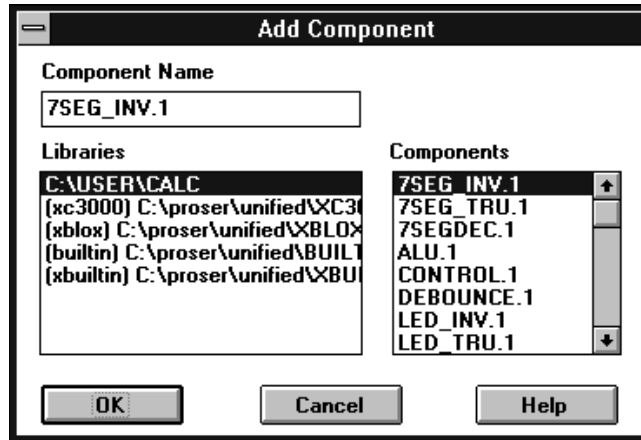 Add Component
Component Name
7SEG_INV.1
Libraries
C:\USER\CALC
(xc3000) C:\proser\unified\XC30
(xblox) C:\proser\unified\XBLOX
(builtin) C:\proser\unified\BUILT
(xbuiltin) C:\proser\unified\XBUI
Components
7SEG_INV.1
7SEG_TRU.1
7SEGDEC.1
ALU.1
CONTROL.1
DEBOUNCE.1
LED_INV.1
LED_TRU.1
OK
Cancel
Help